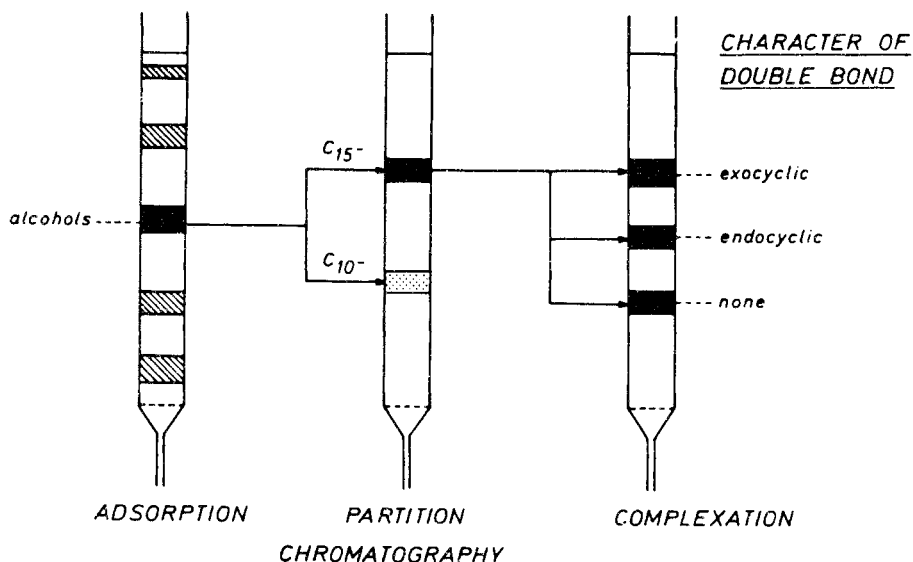 CHARACTER OF
DOUBLE BOND
C15-
exocyclic
alcohols
endocyclic
C10-
none
ADSORPTION
PARTITION
COMPLEXATION
CHROMATOGRAPHY